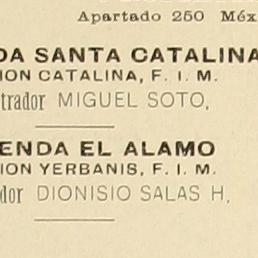 Apartado 250 Méx
DA SANTA CATALINA
ION CATALINA, F. I. M.
trador MIGUEL SOTO,
ENDA EL ALAMO
ION YERBANIS, F. I. M.
dor DIONISIO SALAS H,